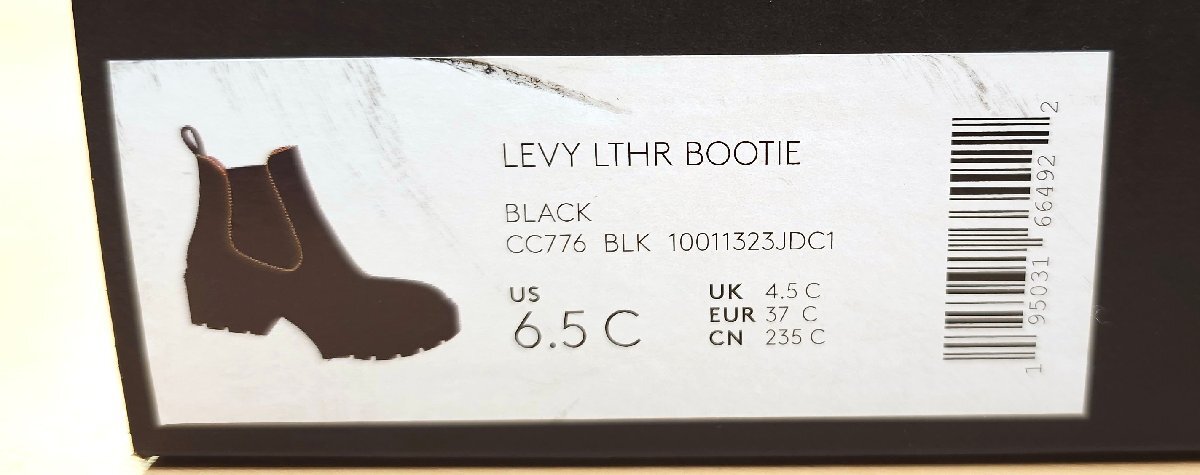 LEVY LTHR BOOTIE
BLACK
CC776 BLK 10011323JDC1
US
6.5 C
UK 4.5 C
EUR 37 C
CN 235 C
1 95031 66492 2